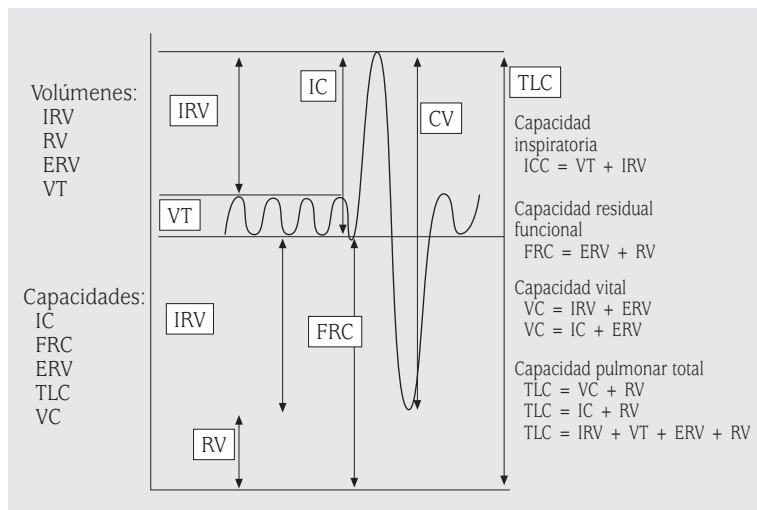 Volúmenes:
IRV
RV
ERV
VT
Capacidades:
IC
FRC
ERV
TLC
VC
IRV
IC
CV
TLC
VT
IRV
FRC
RV
Capacidad
inspiratoria
ICC = VT + IRV
Capacidad residual
funcional
FRC = ERV + RV
Capacidad vital
VC = IRV + ERV
VC = IC + ERV
Capacidad pulmonar total
TLC = VC + RV
TLC = IC + RV
TLC = IRV + VT + ERV + RV